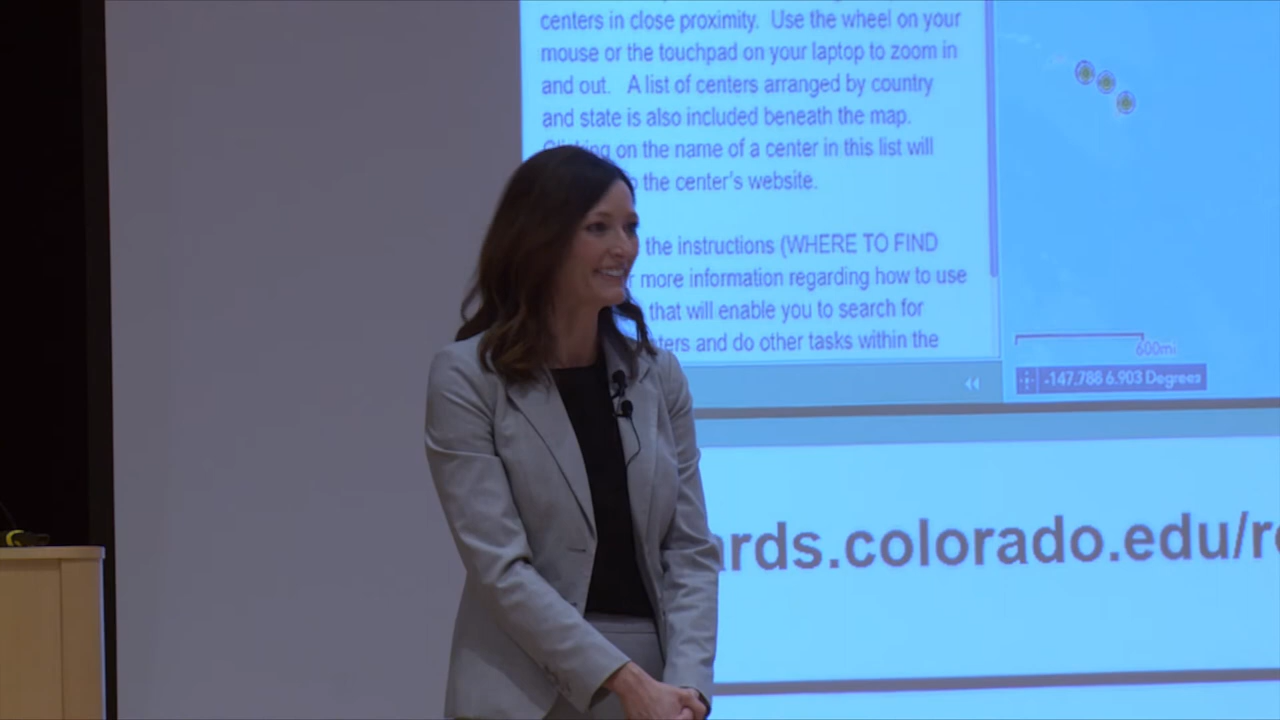 centers in close proximity. Use the wheel on your
mouse or the touchpad on your laptop to zoom in
and out. A list of centers arranged by country
and state is also included beneath the map.
on the name of a center in this list will
the center's website.
the instructions (WHERE TO FIND
more information regarding how to use
that will enable you to search for
and do other tasks within the
600mi
-147.788 6.903 Degrees
ards.colorado.edu/r